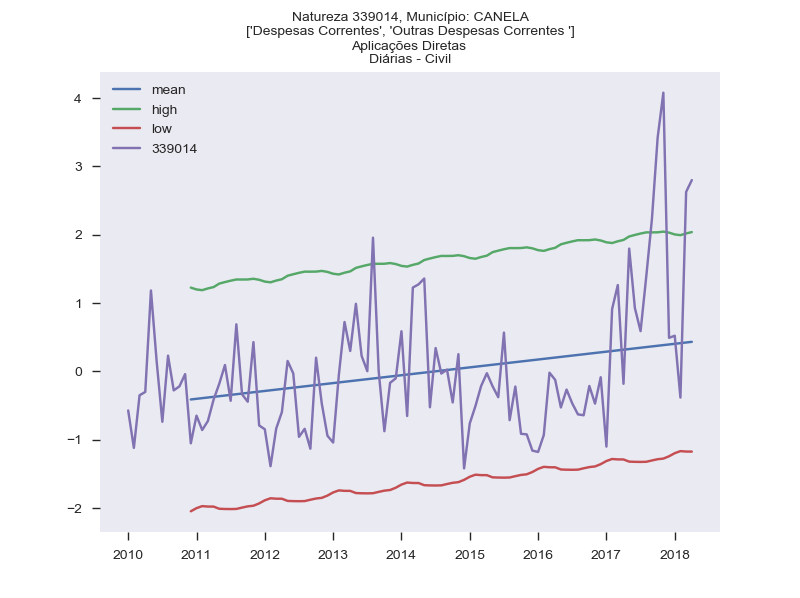 Natureza 339014, Município: CANELA
['Despesas Correntes', 'Outras Despesas Correntes ']
Aplicações Diretas
Diárias - Civil
mean
high
low
339014
4
3
2
1
0
−1
−2
2010 2011 2012 2013 2014 2015 2016 2017 2018